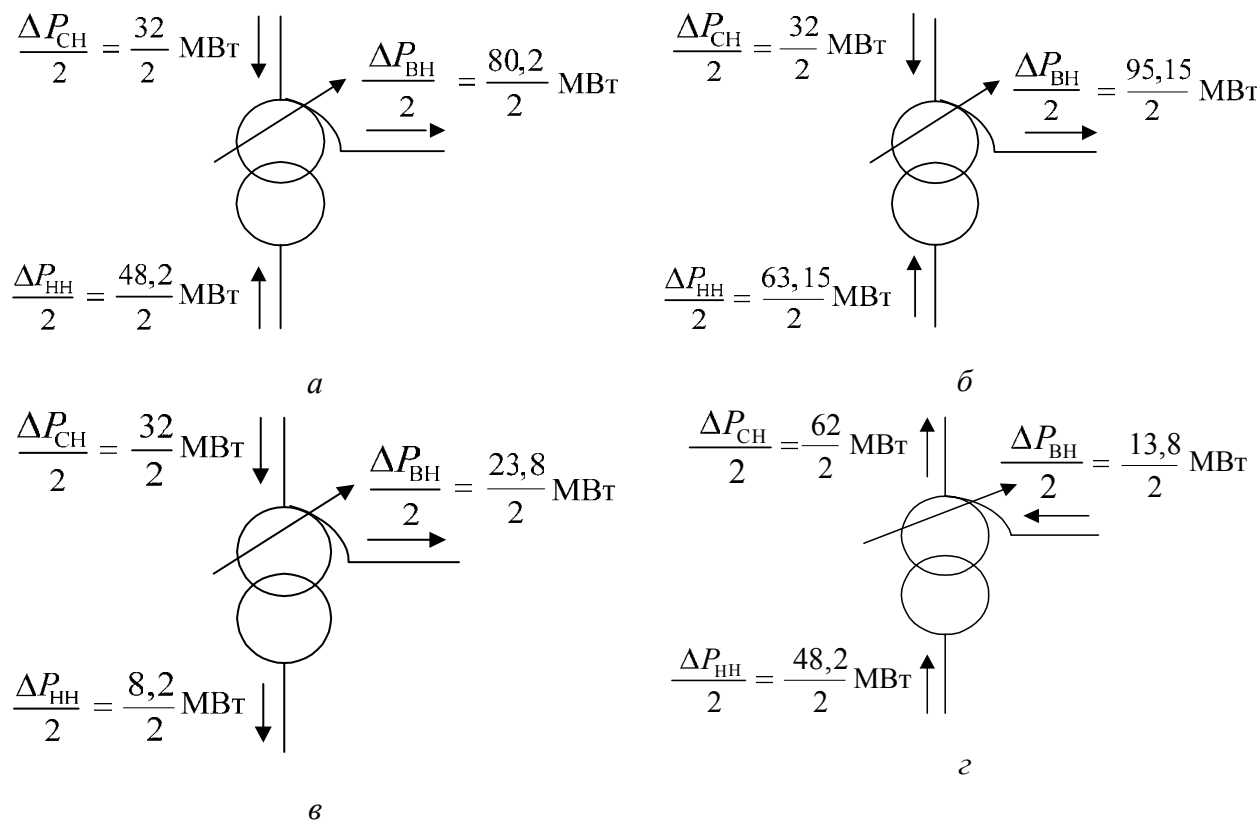 ΔP_СН/2 = 32/2 МВт
ΔP_ВН/2 = 80,2/2 МВт
ΔP_НН/2 = 48,2/2 МВт
а
ΔP_СН/2 = 32/2 МВт
ΔP_ВН/2 = 95,15/2 МВт
ΔP_НН/2 = 63,15/2 МВт
б
ΔP_СН/2 = 32/2 МВт
ΔP_ВН/2 = 23,8/2 МВт
ΔP_НН/2 = 8,2/2 МВт
в
ΔP_СН/2 = 62/2 МВт
ΔP_ВН/2 = 13,8/2 МВт
ΔP_НН/2 = 48,2/2 МВт
г